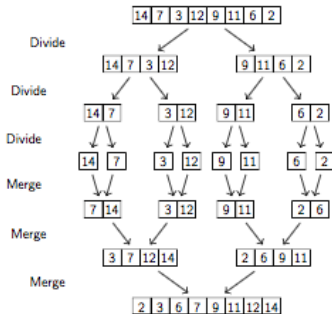 14 7 3 12 9 11 6 2
Divide
14 7 3 12 9 11 6 2
Divide
14 7 3 12 9 11 6 2
Divide
14 7 3 12 9 11 6 2
Merge
7 14 3 12 9 11 2 6
Merge
3 7 12 14 2 6 9 11
Merge
2 3 6 7 9 11 12 14